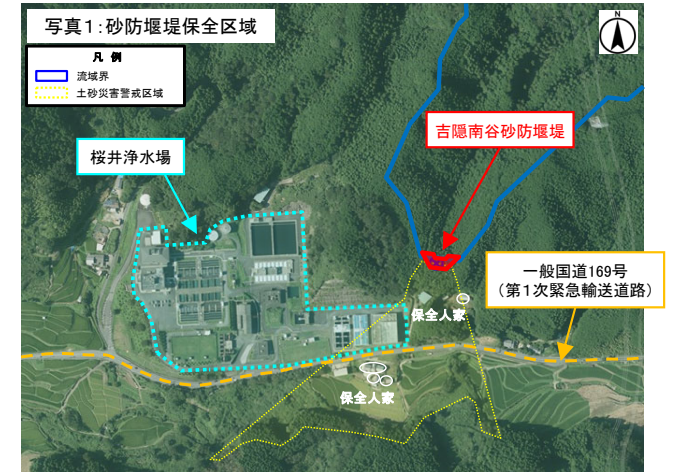 写真1:砂防堰堤保全区域
N
凡 例
流域界
土砂災害警戒区域
吉隠南谷砂防堰堤
桜井浄水場
一般国道169号
(第1次緊急輸送道路)
保全人家
保全人家